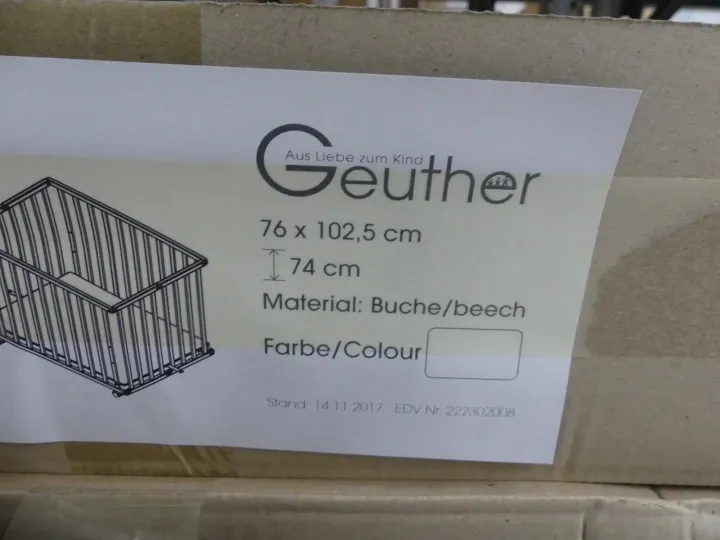 Aus Liebe zum Kind
Geuther
76 x 102,5 cm
74 cm
Material: Buche/beech
Farbe/Colour
Stand: 14.11.2017 EDV Nr. 222302008